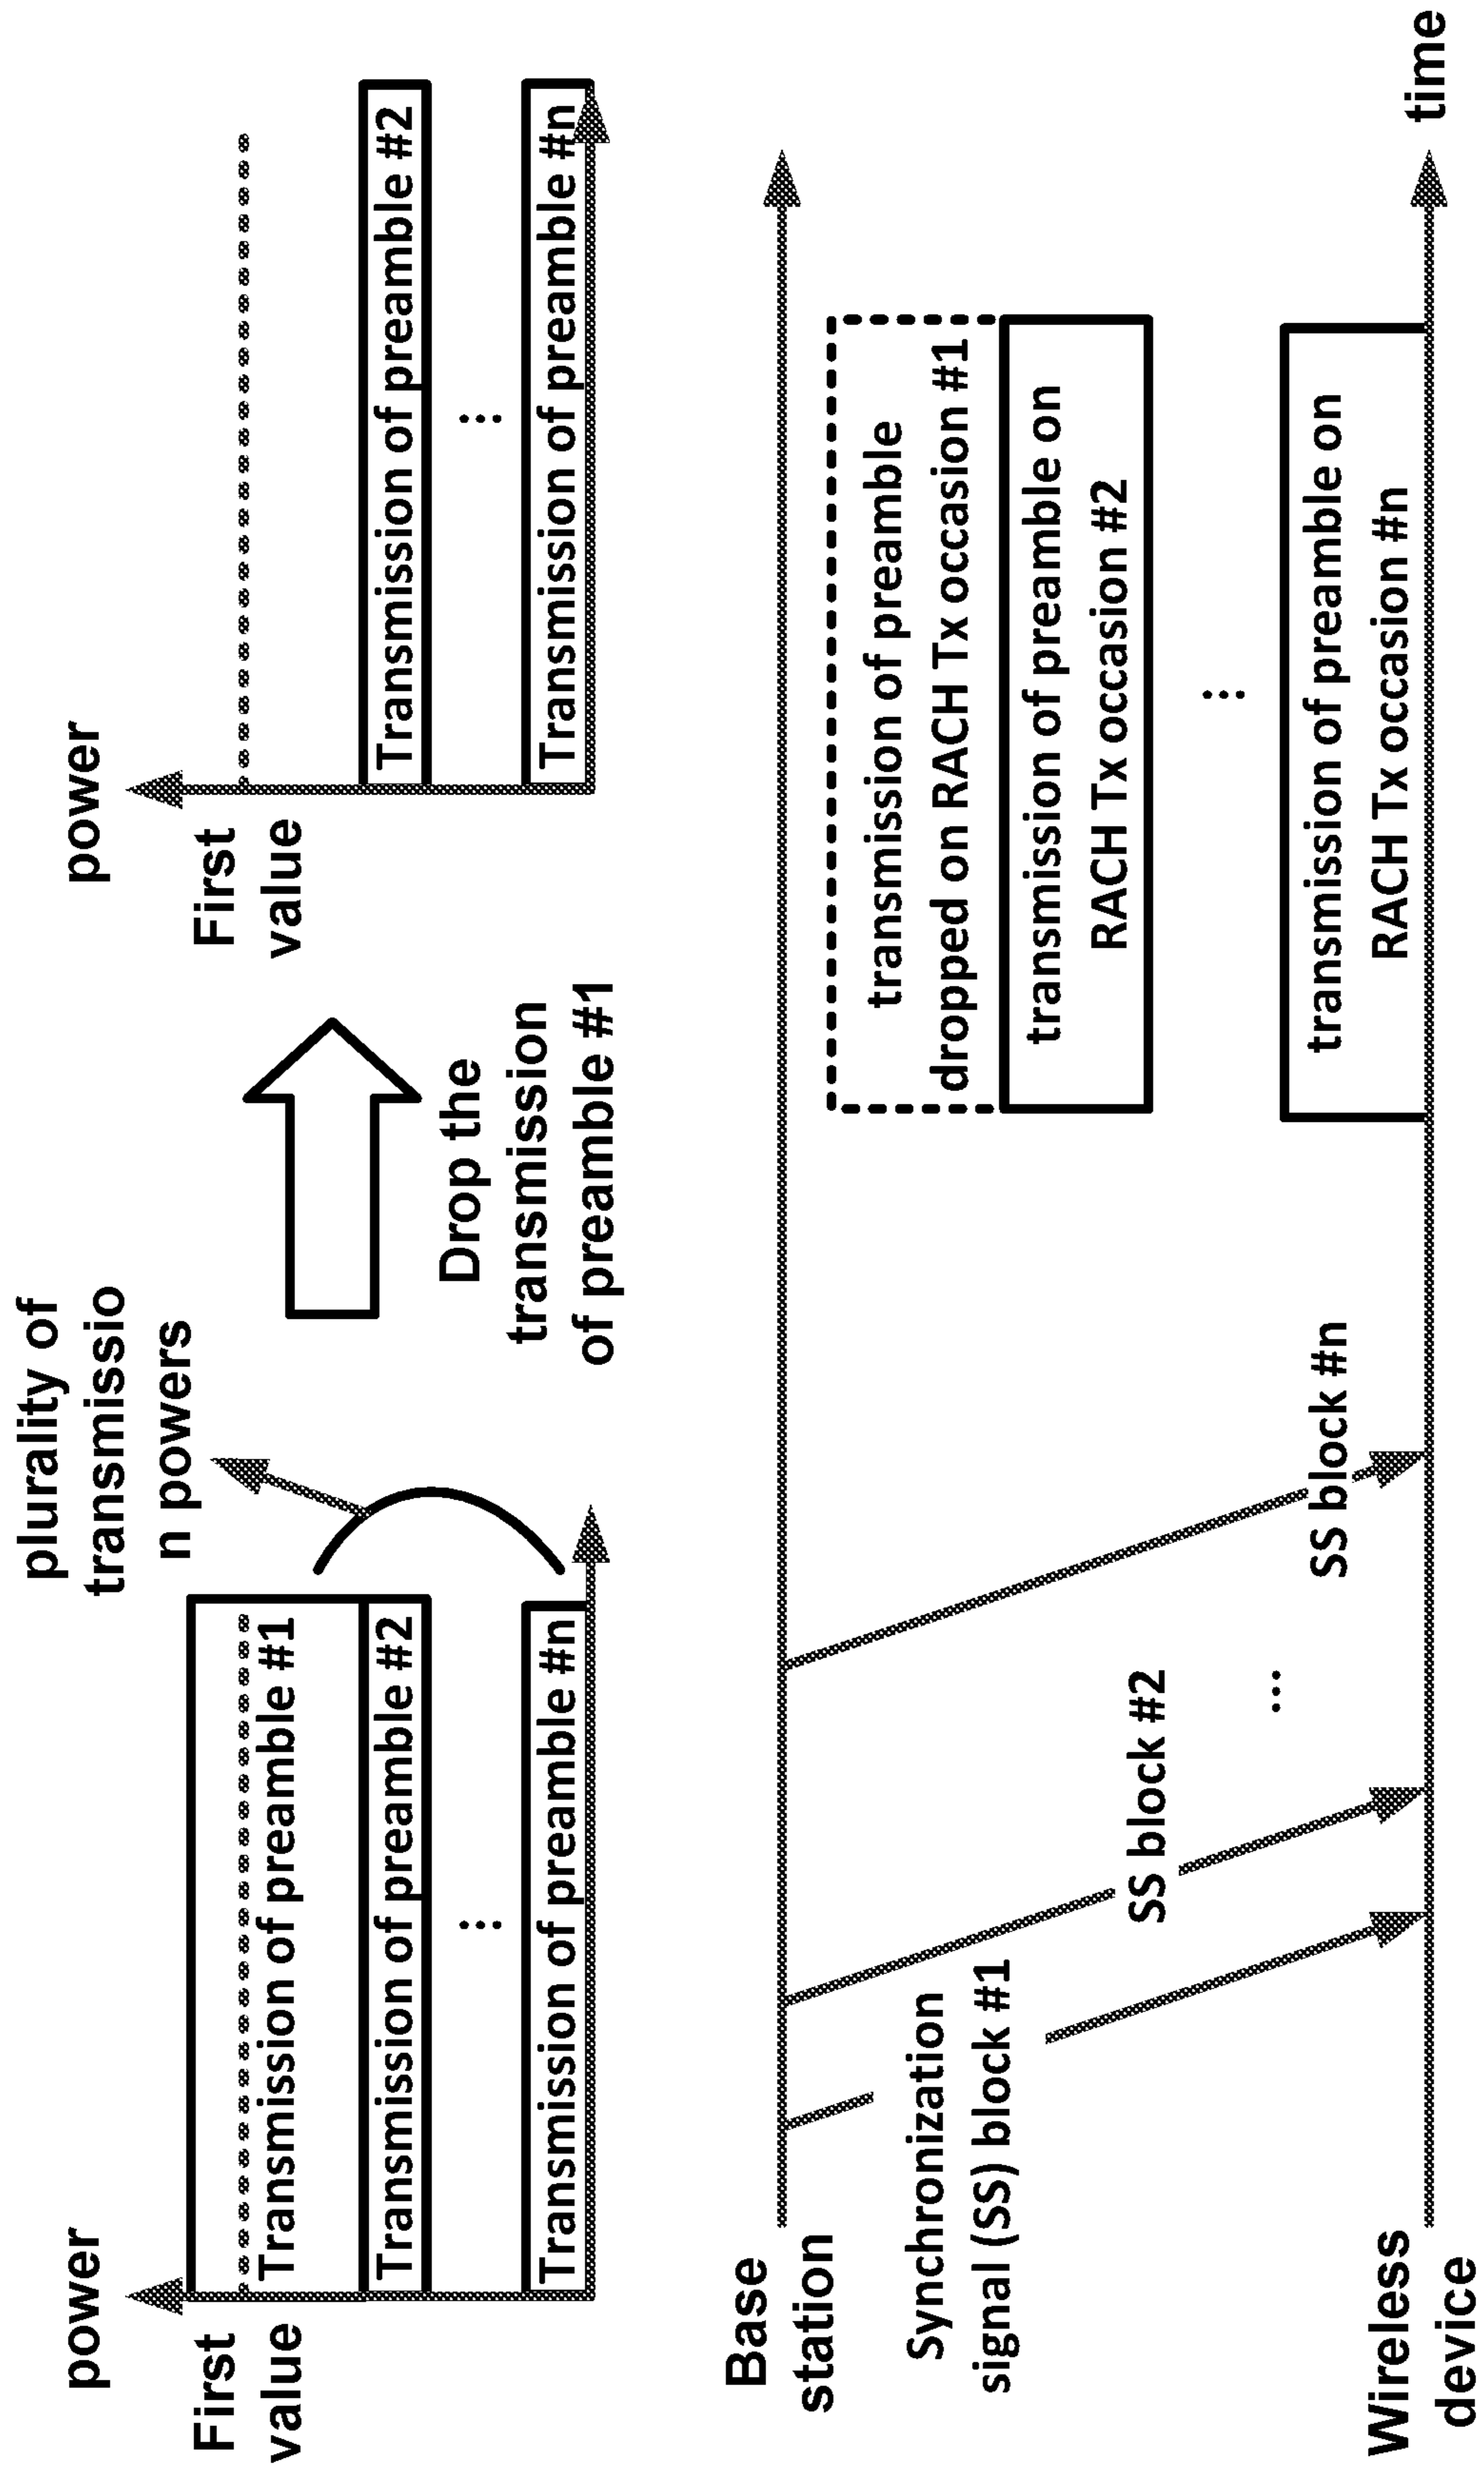 power
First
value
Transmission of preamble #1
Transmission of preamble #2
...
Transmission of preamble #n
plurality of
transmissio
n powers
Drop the
transmission
of preamble #1
power
First
value
Transmission of preamble #2
...
Transmission of preamble #n
Base
station
Synchronization
signal (SS) block #1
SS block #2
...
SS block #n
transmission of preamble
dropped on RACH Tx occasion #1
transmission of preamble on
RACH Tx occasion #2
...
transmission of preamble on
RACH Tx occasion #n
Wireless
device
time